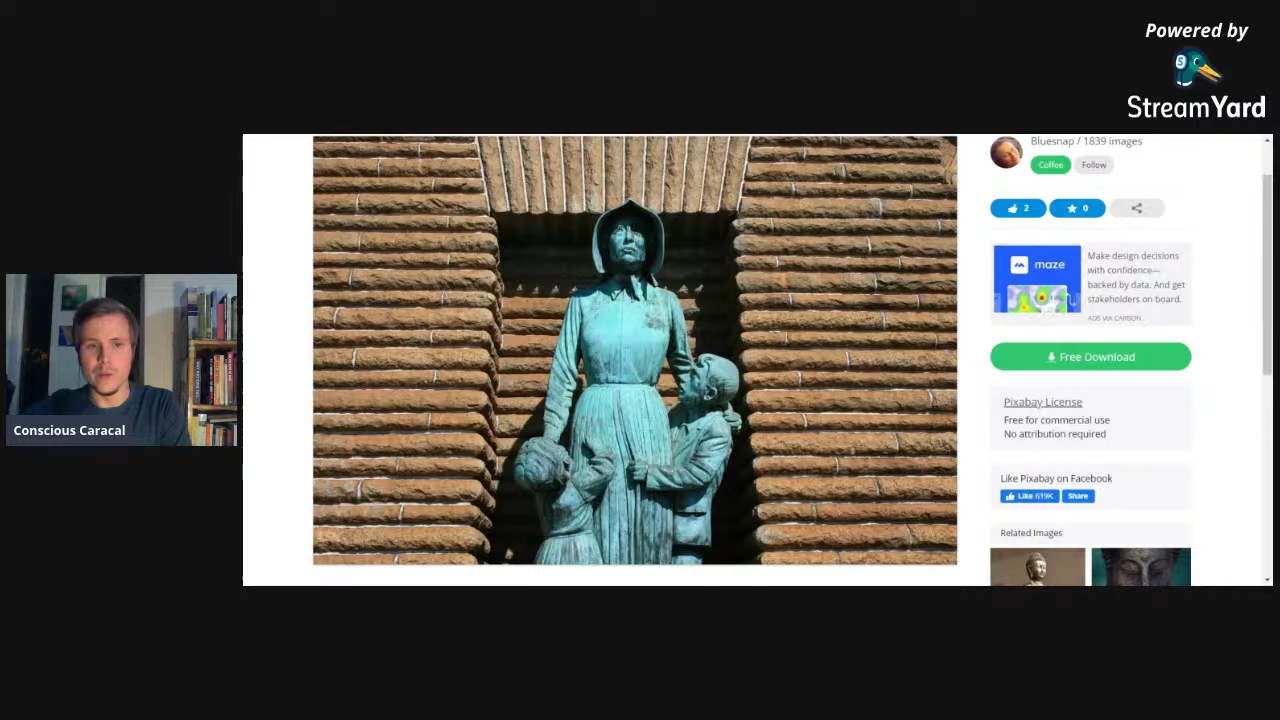 Powered by
StreamYard
Bluesnap / 1839 images
Coffee
Follow
2
0
maze
Make design decisions
with confidence—
backed by data. And get
stakeholders on board.
ADS VIA CARBON
Free Download
Pixabay License
Free for commercial use
No attribution required
Like Pixabay on Facebook
Like 619K
Share
Related Images
Conscious Caracal